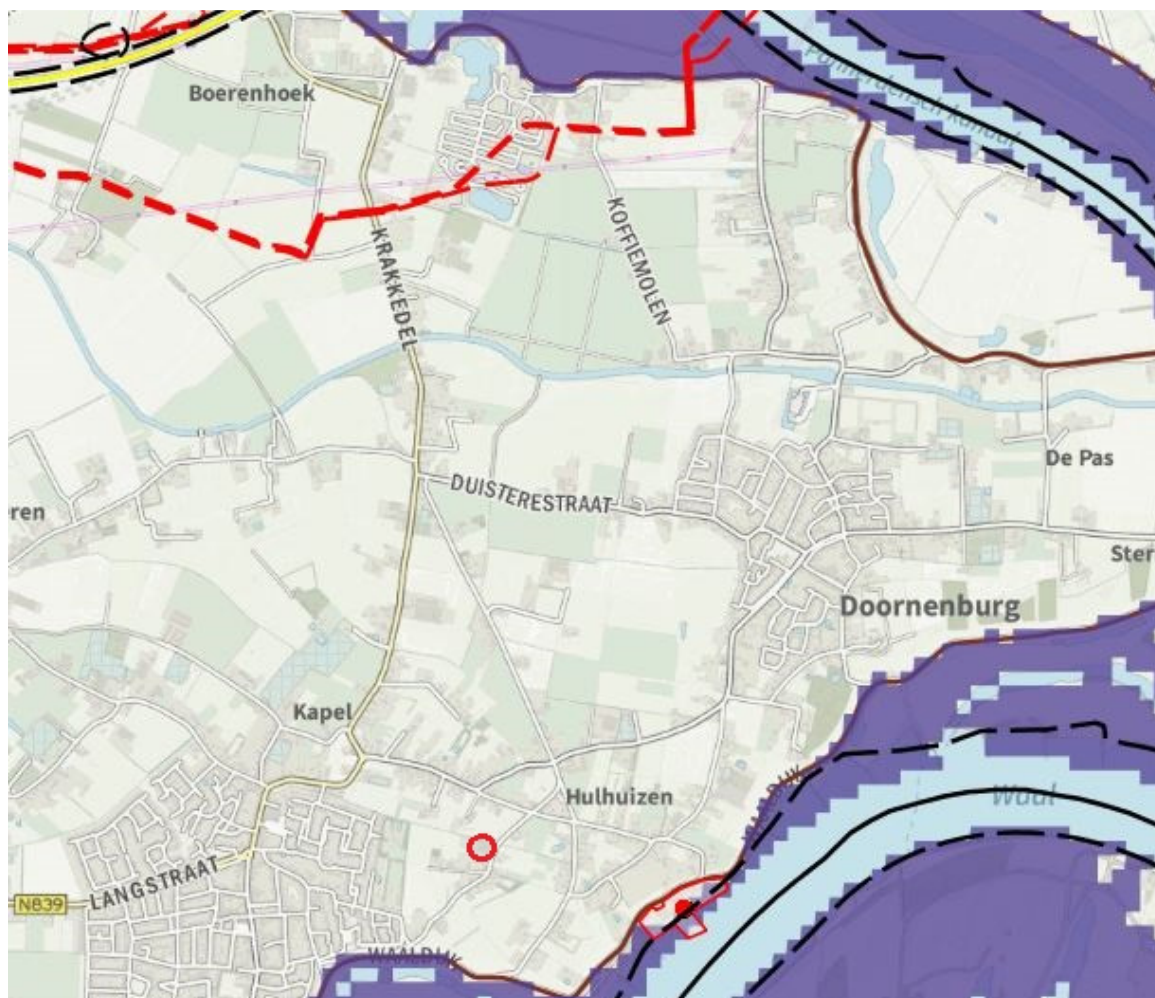 Boerenhoek
Pannerdensch kanaal
KRAKKEDEL
KOFFIEMOLEN
De Pas
DUISTERESTRAAT
ren
Ster
Doornenburg
Kapel
Waal
Hulhuizen
LANGSTRAAT
N839
WAALDIJK